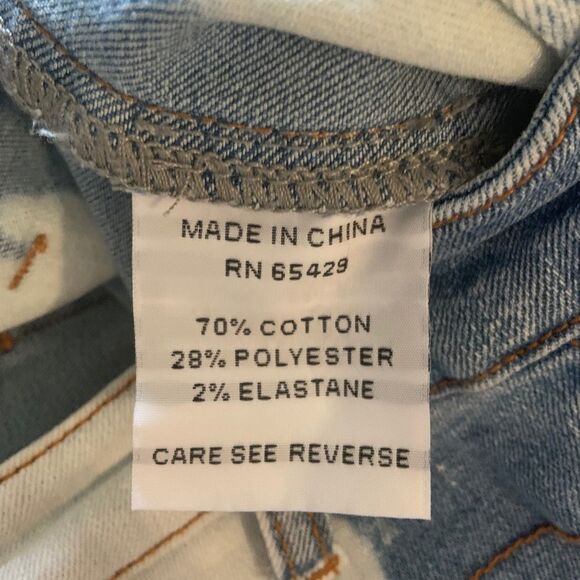 MADE IN CHINA
RN 65429
70% COTTON
28% POLYESTER
2% ELASTANE
CARE SEE REVERSE